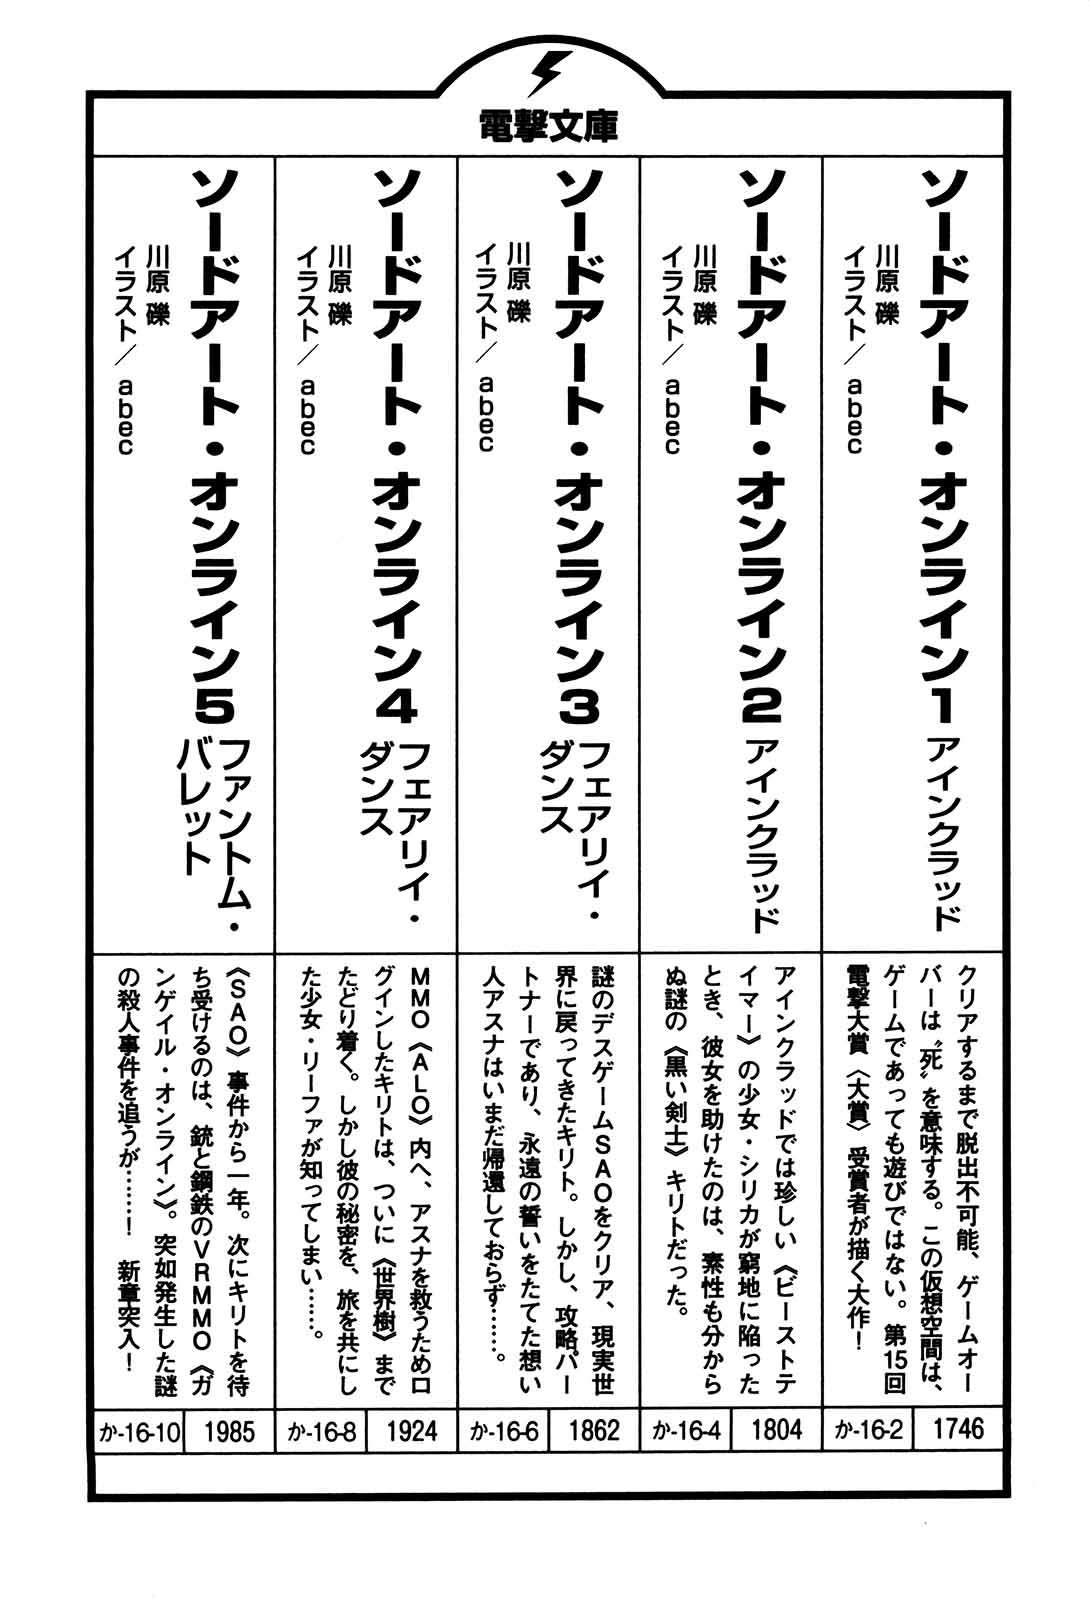 電撃文庫
ソードアート・オンライン1 アインクラッド
川原 礫
イラスト/abec
クリアするまで脱出不可能、ゲームオー
バーは〝死〟を意味する。この仮想空間は、
ゲームであっても遊びではない。第15回
電撃大賞〈大賞〉受賞者が描く大作!
か-16-2
1746
ソードアート・オンライン2 アインクラッド
川原 礫
イラスト/abec
アインクラッドでは珍しい《ビーストテ
イマー》の少女・シリカが窮地に陥った
とき、彼女を助けたのは、素性も分から
ぬ謎の《黒い剣士》キリトだった。
か-16-4
1804
ソードアート・オンライン3
フェアリィ・
ダンス
川原 礫
イラスト/abec
謎のデスゲームSAOをクリア、現実世
界に戻ってきたキリト。しかし、攻略パー
トナーであり、永遠の誓いをたてた想い
人アスナはいまだ帰還しておらず……。
か-16-6
1862
ソードアート・オンライン4
フェアリィ・
ダンス
川原 礫
イラスト/abec
MMO《ALO》内へ、アスナを救うためロ
グインしたキリトは、ついに《世界樹》まで
たどり着く。しかし彼の秘密を、旅を共にし
た少女・リーファが知ってしまい……。
か-16-8
1924
ソードアート・オンライン5
ファントム・
バレット
川原 礫
イラスト/abec
《SAO》事件から一年。次にキリトを待
ち受けるのは、銃と鋼鉄のVRMMO《ガ
ンゲイル・オンライン》。突如発生した謎
の殺人事件を追うが……! 新章突入!
か-16-10
1985